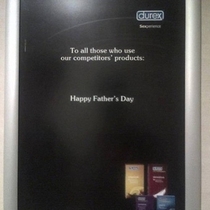 durex
To all those who use
our competitors' products:
Happy Father's Day